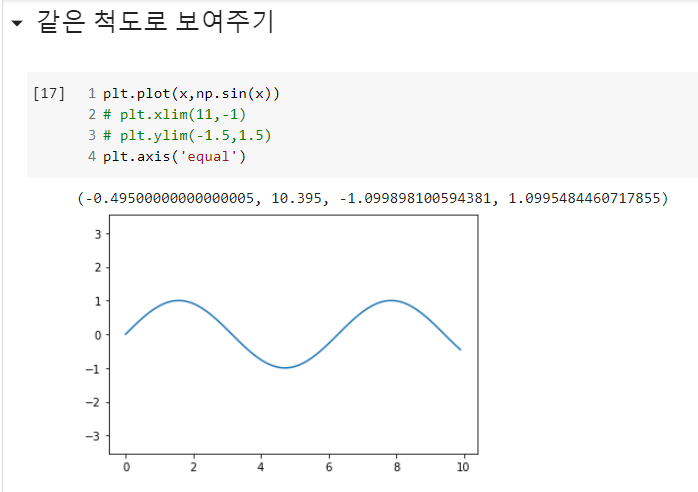 같은 척도로 보여주기
[17] 1 plt.plot(x,np.sin(x))
2 # plt.xlim(11,-1)
3 # plt.ylim(-1.5,1.5)
4 plt.axis('equal')
(-0.49500000000000005, 10.395, -1.099898100594381, 1.0995484460717855)
3
2
1
0
−1
−2
−3
0 2 4 6 8 10